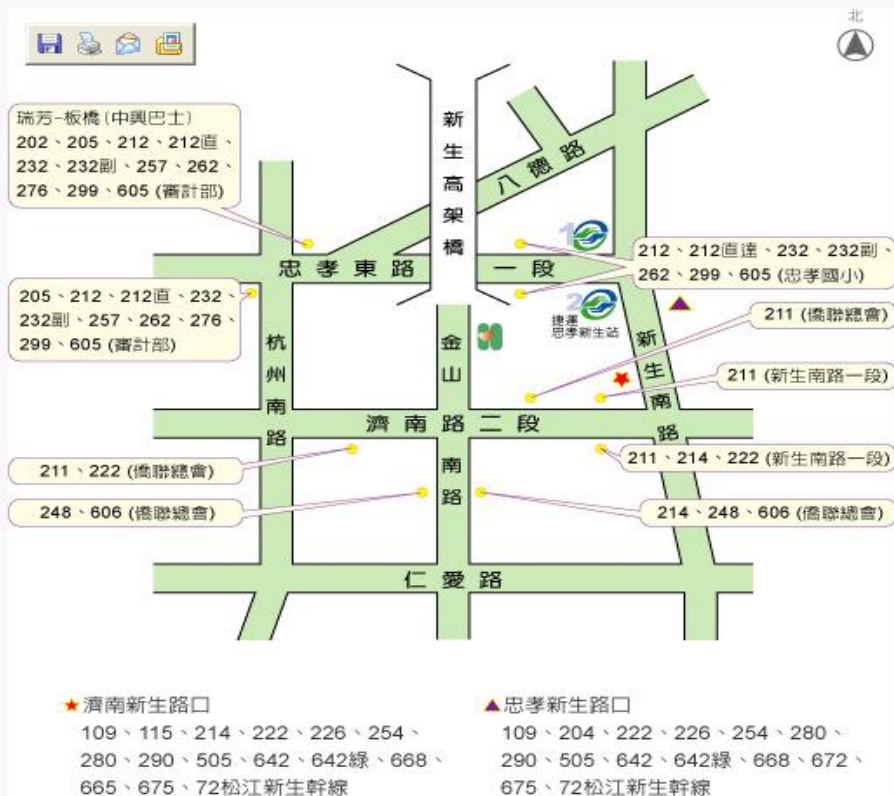 北
瑞芳-板橋(中興巴士)
202、205、212、212直、
232、232副、257、262、
276、299、605 (審計部)
新生高架橋
八德路
1
212、212直達、232、232副、
262、299、605 (忠孝國小)
忠孝東路一段
205、212、212直、232、
232副、257、262、276、
299、605 (審計部)
2
捷運
忠孝新生站
211 (僑聯總會)
杭州南路
金山南路
新生南路
211 (新生南路一段)
濟南路二段
211、222 (僑聯總會)
211、214、222 (新生南路一段)
248、606 (僑聯總會)
214、248、606 (僑聯總會)
仁愛路
濟南新生路口
109、115、214、222、226、254、
280、290、505、642、642綠、668、
665、675、72松江新生幹線
忠孝新生路口
109、204、222、226、254、280、
290、505、642、642綠、668、672、
675、72松江新生幹線